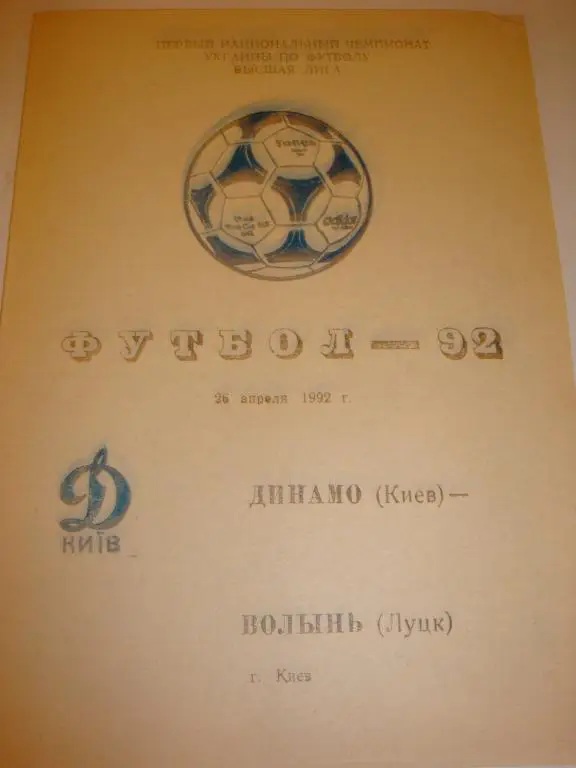 ПЕРВЫЙ НАЦИОНАЛЬНЫЙ ЧЕМПИОНАТ
УКРАИНЫ ПО ФУТБОЛУ
ВЫСШАЯ ЛИГА
adidas
ФУТБОЛ — 92
26 апреля 1992 г.
Д
КИЇВ
ДИНАМО (Киев)—
ВОЛЫНЬ (Луцк)
г. Киев